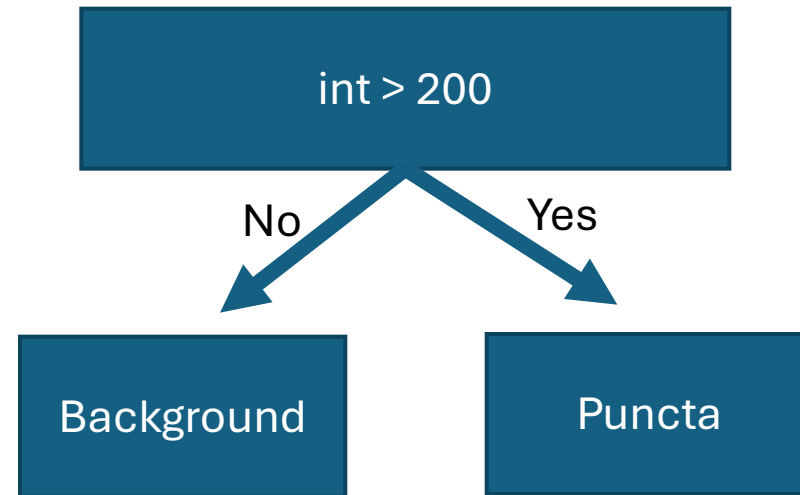 int > 200
No
Yes
Background
Puncta